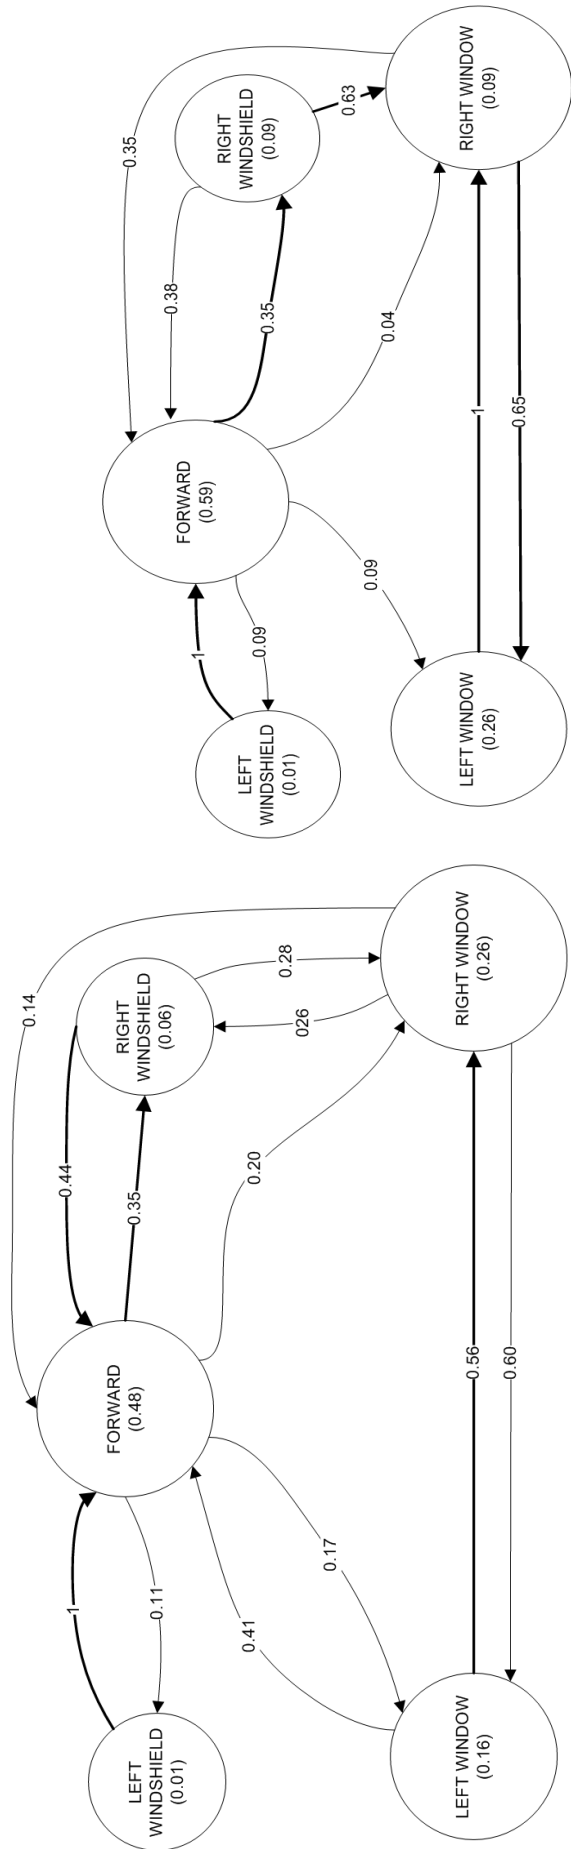 0.14
0.44
RIGHT
WINDSHIELD
(0.06)
0.28
026
0.35
1
FORWARD
(0.48)
0.20
0.11
LEFT
WINDSHIELD
(0.01)
0.41
0.17
RIGHT WINDOW
(0.26)
0.56
0.60
LEFT WINDOW
(0.16)
0.35
RIGHT
WINDSHIELD
(0.09)
0.63
0.38
0.35
FORWARD
(0.59)
0.04
1
0.09
LEFT
WINDSHIELD
(0.01)
0.09
RIGHT WINDOW
(0.09)
1
0.65
LEFT WINDOW
(0.26)